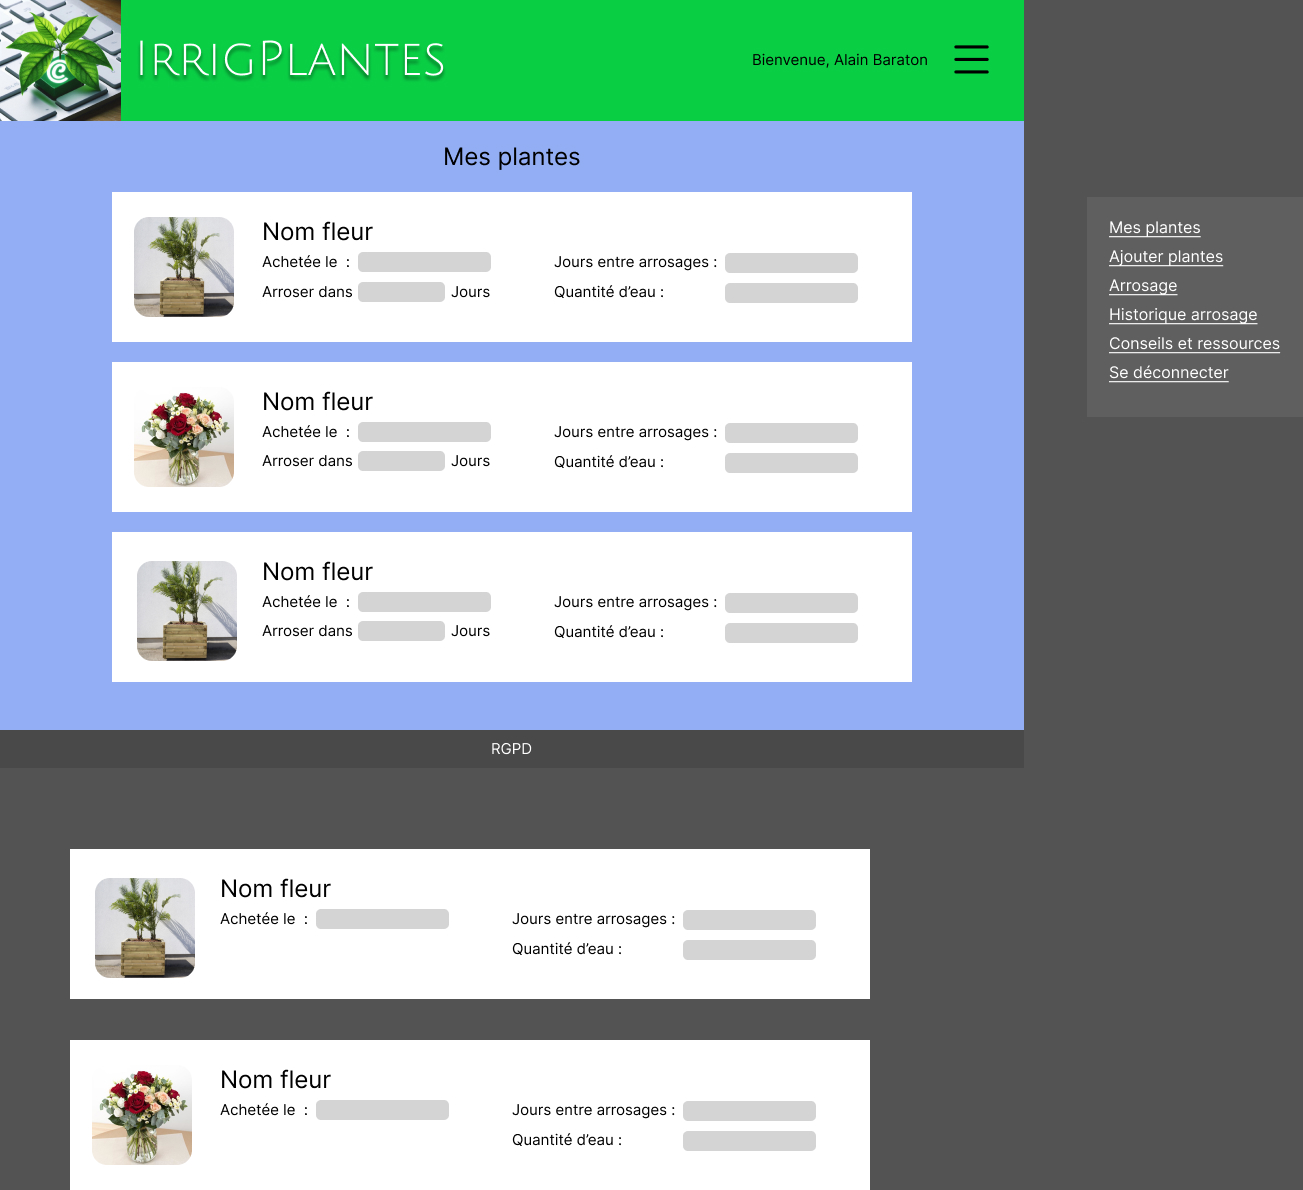 IrrigPlantes
Bienvenue, Alain Baraton
Mes plantes
Nom fleur
Achetée le : Jours entre arrosages :
Arroser dans Jours Quantité d’eau :
Nom fleur
Achetée le : Jours entre arrosages :
Arroser dans Jours Quantité d’eau :
Nom fleur
Achetée le : Jours entre arrosages :
Arroser dans Jours Quantité d’eau :
RGPD
Mes plantes
Ajouter plantes
Arrosage
Historique arrosage
Conseils et ressources
Se déconnecter
Nom fleur
Achetée le : Jours entre arrosages :
Quantité d’eau :
Nom fleur
Achetée le : Jours entre arrosages :
Quantité d’eau :